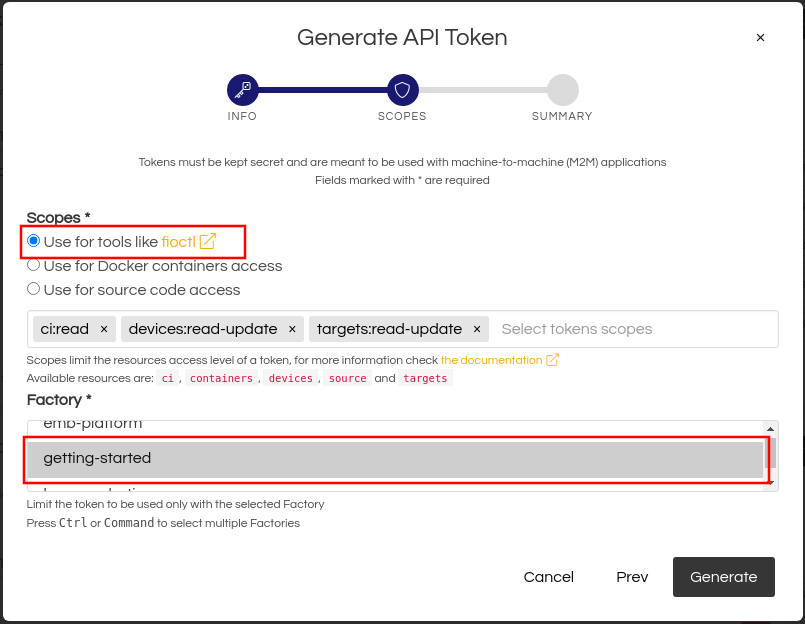 Generate API Token ×
INFO SCOPES SUMMARY
Tokens must be kept secret and are meant to be used with machine-to-machine (M2M) applications
Fields marked with * are required
Scopes *
Use for tools like fioctl
Use for Docker containers access
Use for source code access
ci:read × devices:read-update × targets:read-update × Select tokens scopes
Scopes limit the resources access level of a token, for more information check the documentation
Available resources are: ci , containers , devices , source and targets
Factory *
emb-platform
getting-started
Limit the token to be used only with the selected Factory
Press Ctrl or Command to select multiple Factories
Cancel Prev Generate